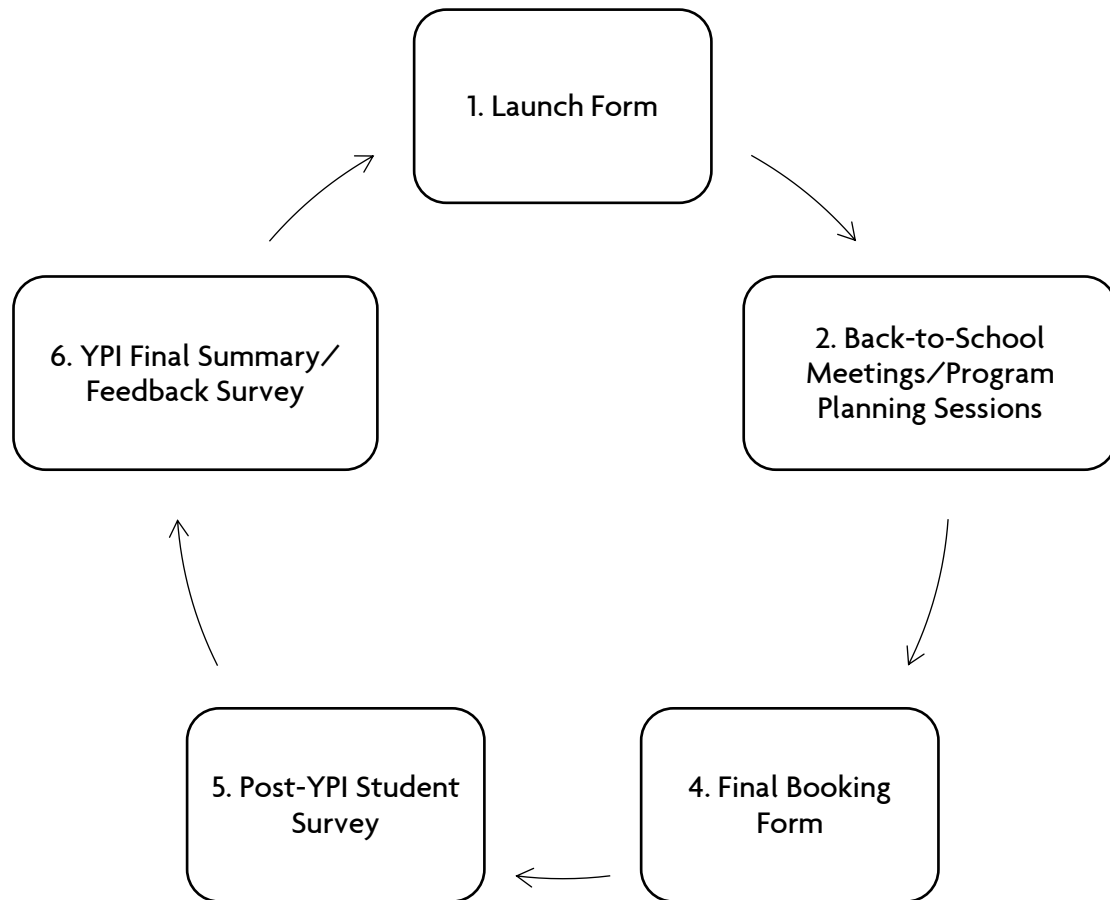 1. Launch Form
2. Back-to-School
Meetings/Program
Planning Sessions
4. Final Booking
Form
5. Post-YPI Student
Survey
6. YPI Final Summary/
Feedback Survey